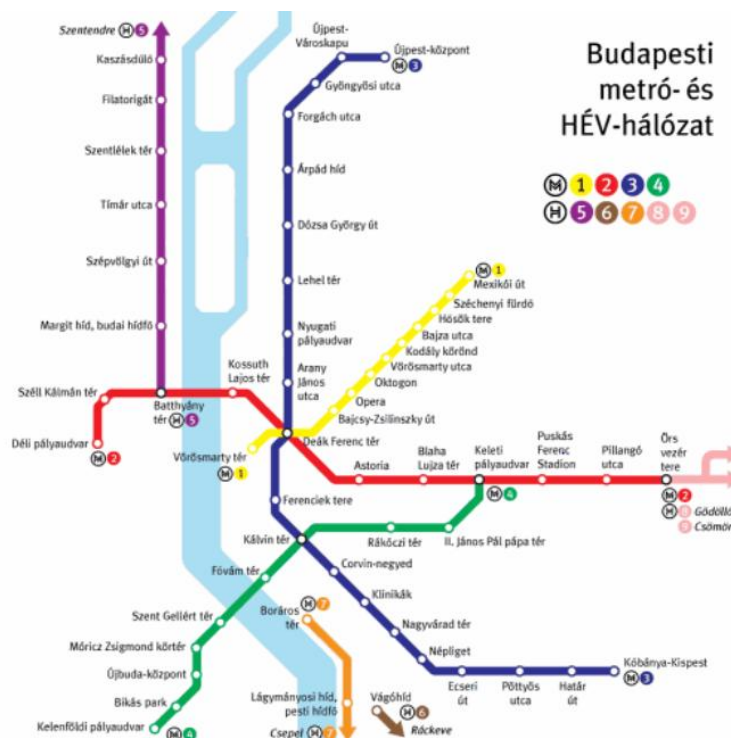 Budapesti
metró- és
HÉV-hálózat
M 1 2 3 4
H 5 6 7 8 9
Szentendre H 5
Kaszásdűlő
Filatorigát
Szentlélek tér
Tímár utca
Szépvölgyi út
Margit híd, budai hídfő
Újpest-
Városkapu
Újpest-központ
M 3
Gyöngyösi utca
Forgách utca
Árpád híd
Dózsa György út
Lehel tér
Nyugati
pályaudvar
Arany
János
utca
M 1
Mexikói út
Széchenyi fürdő
Hősök tere
Bajza utca
Kodály körönd
Vörösmarty utca
Oktogon
Opera
Bajcsy-Zsilinszky út
Deák Ferenc tér
Vörösmarty tér
M 1
Kossuth
Lajos tér
Széll Kálmán tér
Batthyány
tér H 5
Déli pályaudvar
M 2
Astoria
Blaha
Lujza tér
Keleti
pályaudvar
M 4
Puskás
Ferenc
Stadion
Pillangó
utca
Örs
vezér
tere
M 2
H 8 Gödöllő
9 Csömör
Ferenciek tere
Kálvin tér
Rákóczi tér
II. János Pál pápa tér
Corvin-negyed
Klinikák
Nagyvárad tér
Népliget
Ecseri
út
Pöttyös
utca
Határ
út
Kőbánya-Kispest
M 3
Fővám tér
Szent Gellért tér
Móricz Zsigmond körtér
Újbuda-központ
Bikás park
Kelenföldi pályaudvar
M 4
H 7
Boráros
tér
Lágymányosi híd,
pesti hídfő
Csepel H 7
Vágóhíd
H 6
Ráckeve